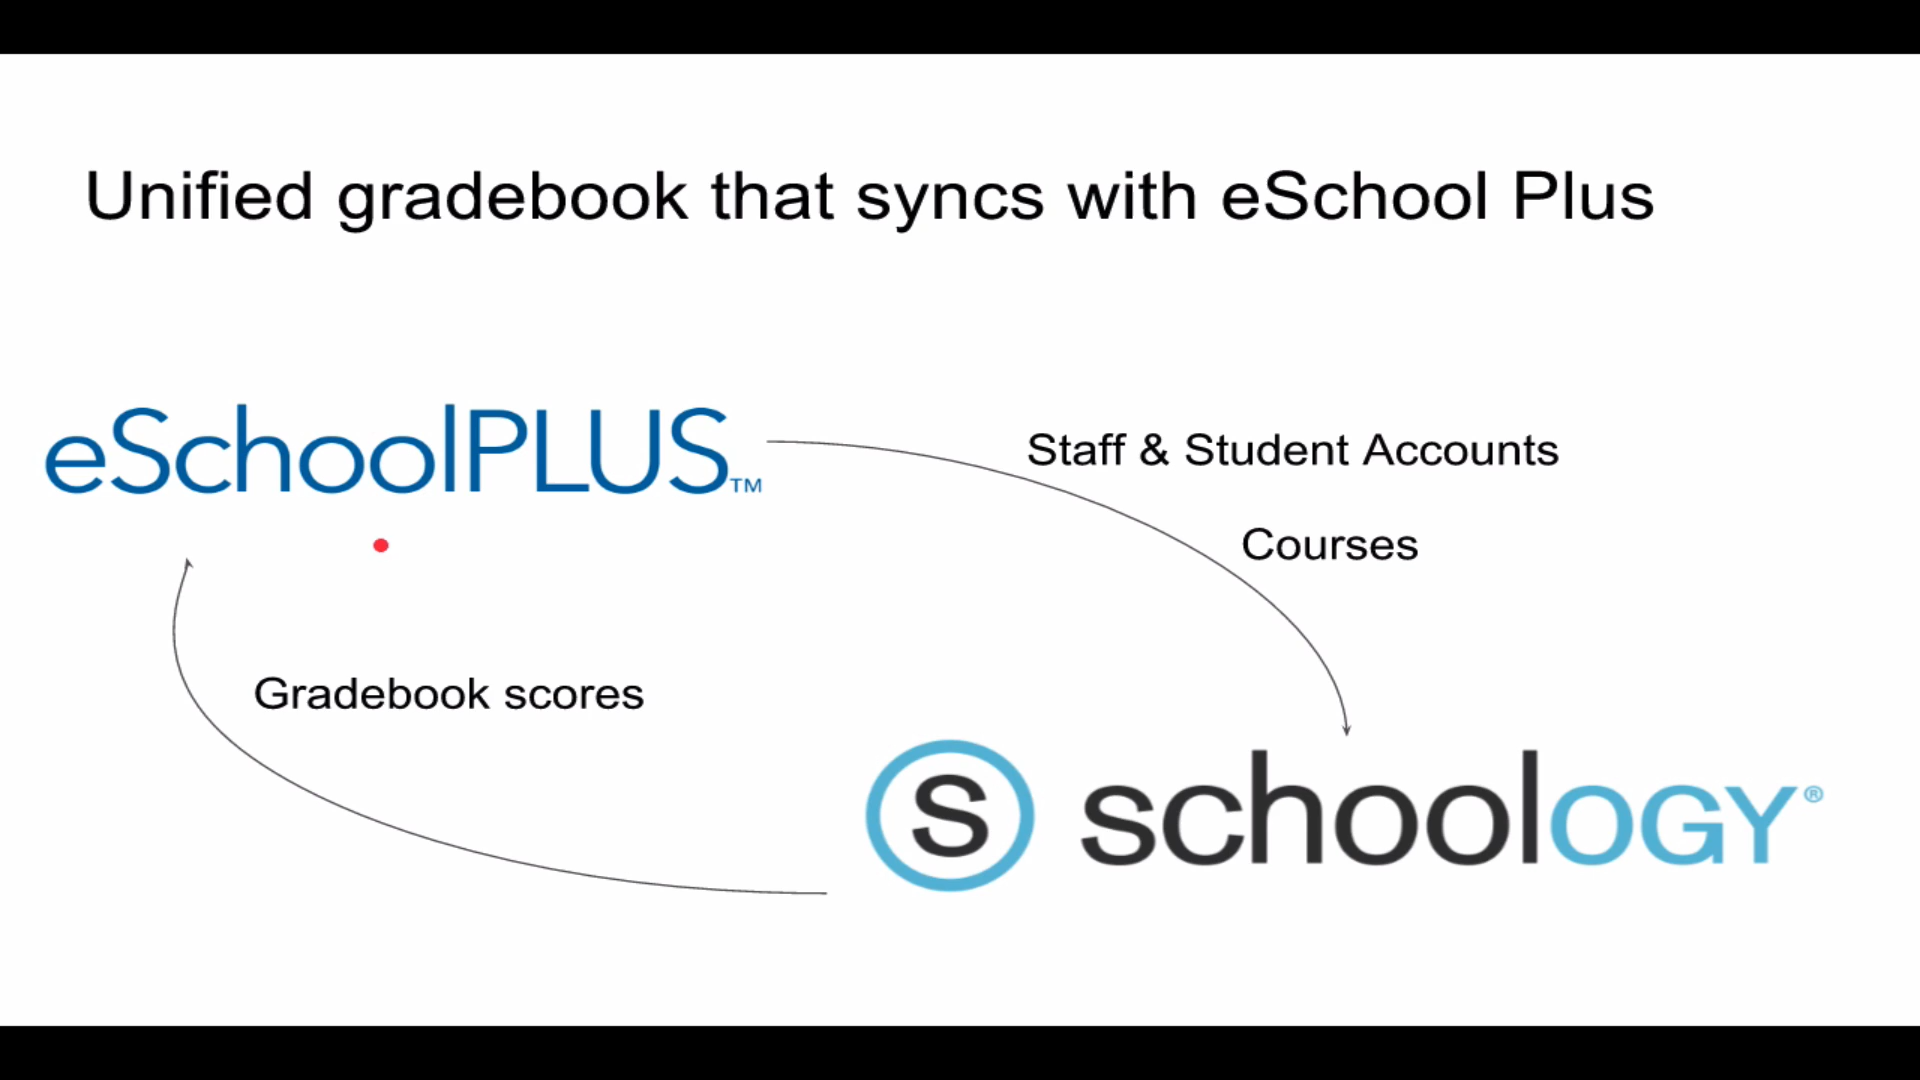 Unified gradebook that syncs with eSchool Plus
eSchoolPLUS™
Staff & Student Accounts
Courses
Gradebook scores
S schoology®